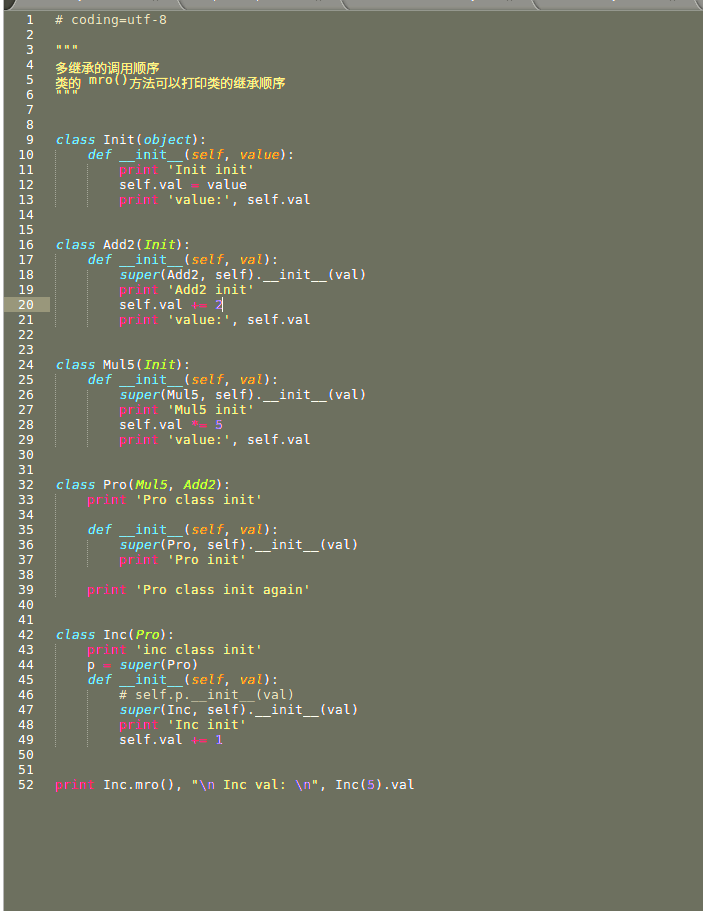 1 # coding=utf-8
2
3 """
4 多继承的调用顺序
5 类的 mro()方法可以打印类的继承顺序
6 """
7
8
9 class Init(object):
10     def __init__(self, value):
11         print 'Init init'
12         self.val = value
13         print 'value:', self.val
14
15
16 class Add2(Init):
17     def __init__(self, val):
18         super(Add2, self).__init__(val)
19         print 'Add2 init'
20         self.val += 2
21         print 'value:', self.val
22
23
24 class Mul5(Init):
25     def __init__(self, val):
26         super(Mul5, self).__init__(val)
27         print 'Mul5 init'
28         self.val *= 5
29         print 'value:', self.val
30
31
32 class Pro(Mul5, Add2):
33     print 'Pro class init'
34
35     def __init__(self, val):
36         super(Pro, self).__init__(val)
37         print 'Pro init'
38
39     print 'Pro class init again'
40
41
42 class Inc(Pro):
43     print 'inc class init'
44     p = super(Pro)
45     def __init__(self, val):
46         # self.p.__init__(val)
47         super(Inc, self).__init__(val)
48         print 'Inc init'
49         self.val += 1
50
51
52 print Inc.mro(), "\n Inc val: \n", Inc(5).val